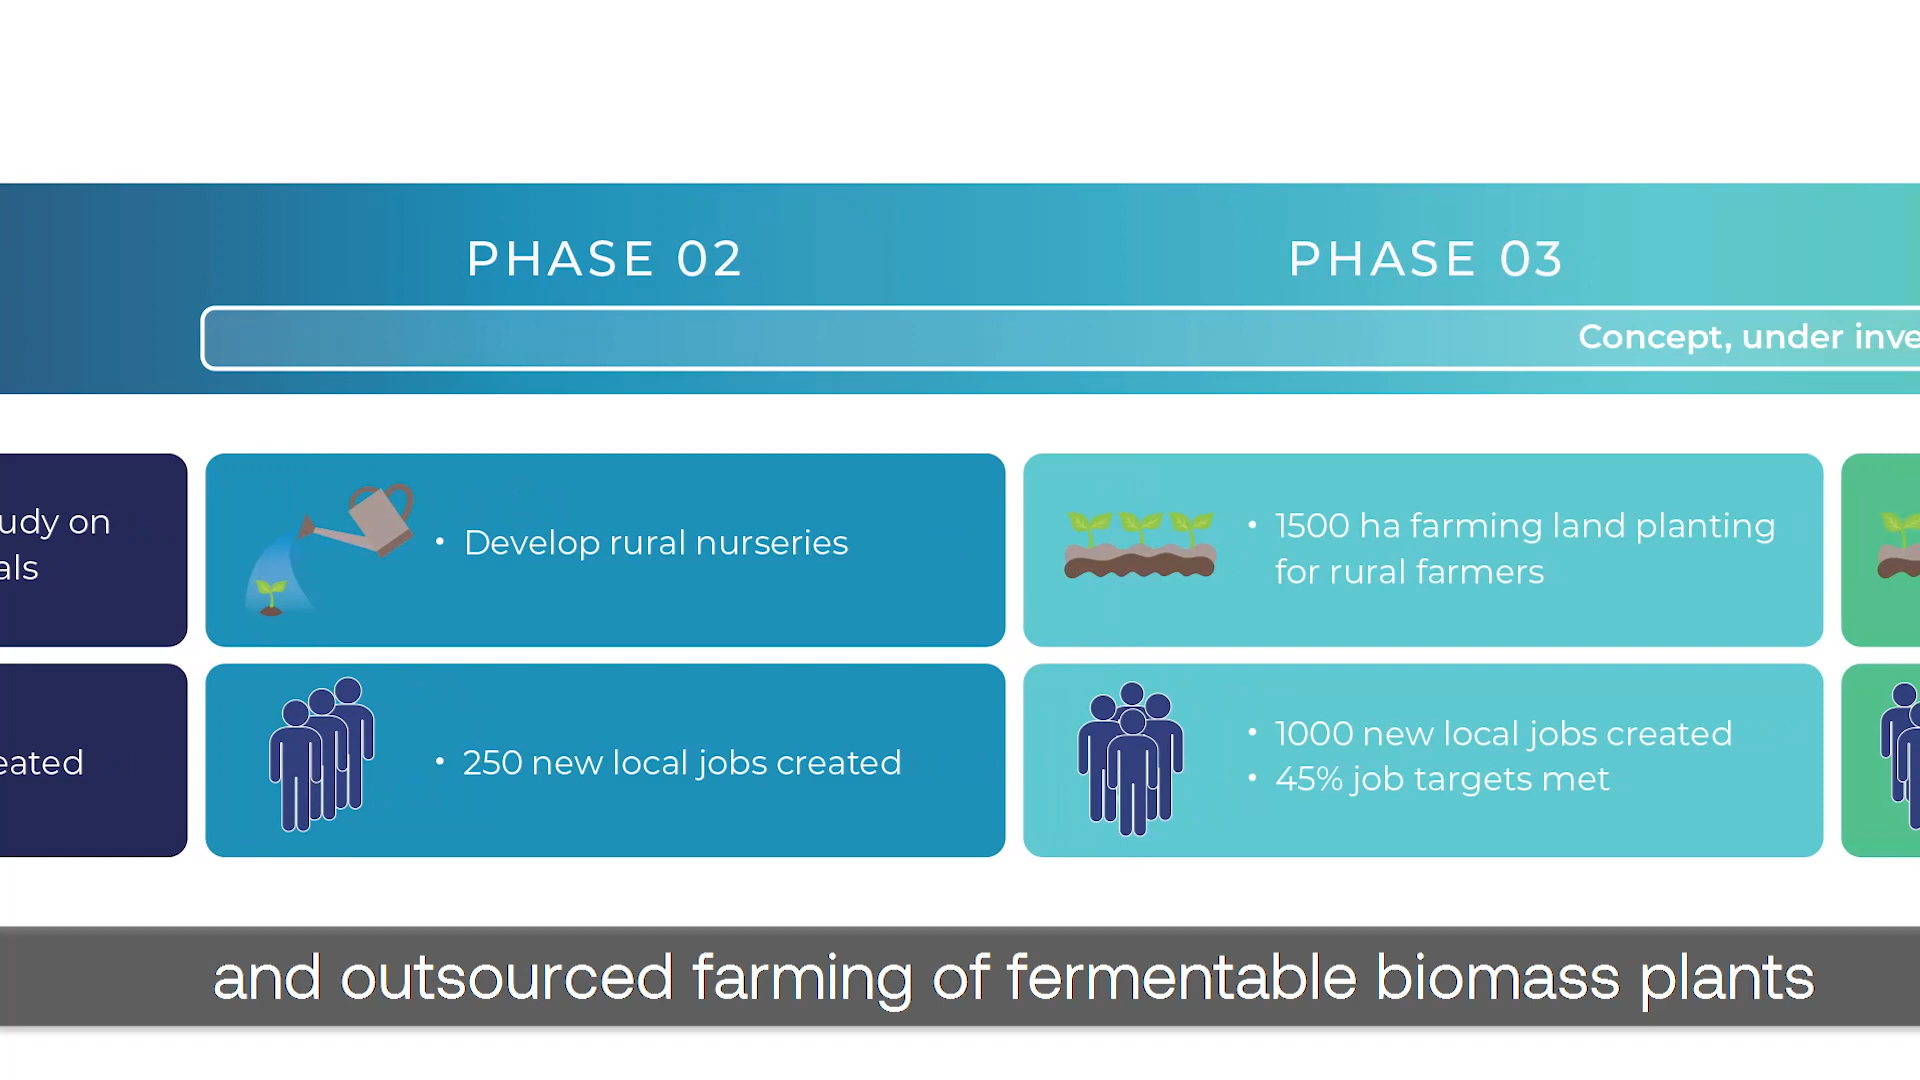 PHASE 02
PHASE 03
Concept, under inve
udy on
als
• Develop rural nurseries
• 1500 ha farming land planting
for rural farmers
eated
• 250 new local jobs created
• 1000 new local jobs created
• 45% job targets met
and outsourced farming of fermentable biomass plants